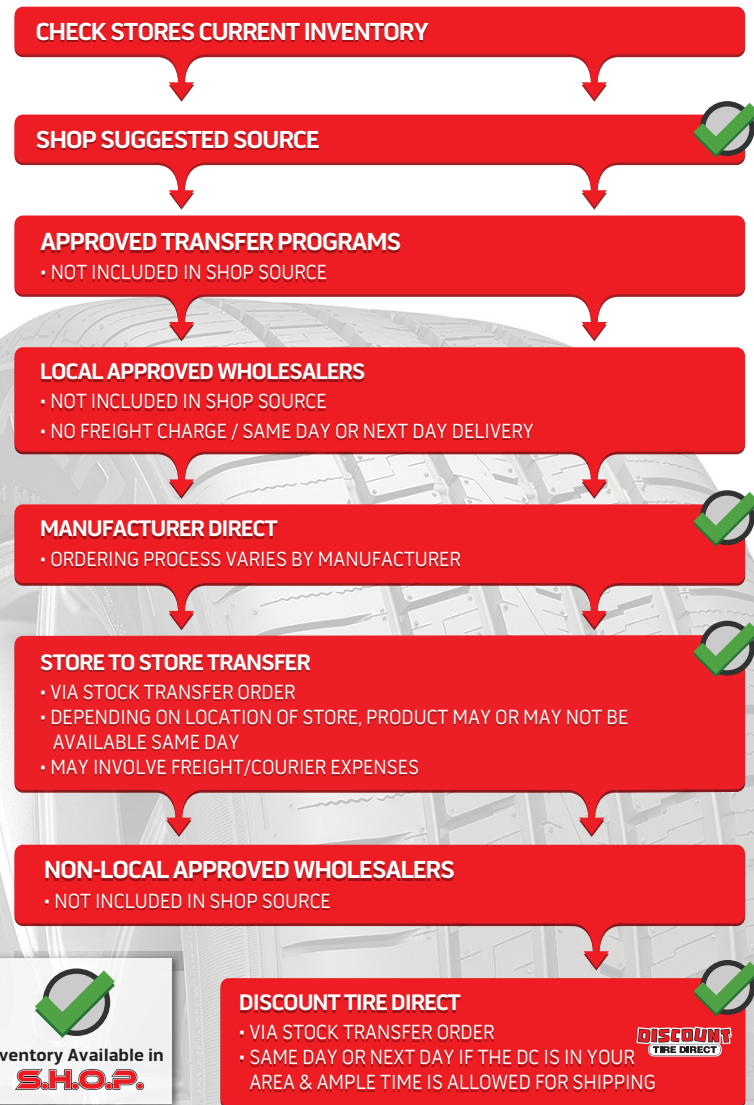 CHECK STORES CURRENT INVENTORY
SHOP SUGGESTED SOURCE
APPROVED TRANSFER PROGRAMS
• NOT INCLUDED IN SHOP SOURCE
LOCAL APPROVED WHOLESALERS
• NOT INCLUDED IN SHOP SOURCE
• NO FREIGHT CHARGE / SAME DAY OR NEXT DAY DELIVERY
MANUFACTURER DIRECT
• ORDERING PROCESS VARIES BY MANUFACTURER
STORE TO STORE TRANSFER
• VIA STOCK TRANSFER ORDER
• DEPENDING ON LOCATION OF STORE, PRODUCT MAY OR MAY NOT BE
AVAILABLE SAME DAY
• MAY INVOLVE FREIGHT/COURIER EXPENSES
NON-LOCAL APPROVED WHOLESALERS
• NOT INCLUDED IN SHOP SOURCE
ventory Available in
S.H.O.P.
DISCOUNT TIRE DIRECT
• VIA STOCK TRANSFER ORDER
• SAME DAY OR NEXT DAY IF THE DC IS IN YOUR
AREA & AMPLE TIME IS ALLOWED FOR SHIPPING
DISCOUNT
TIRE DIRECT